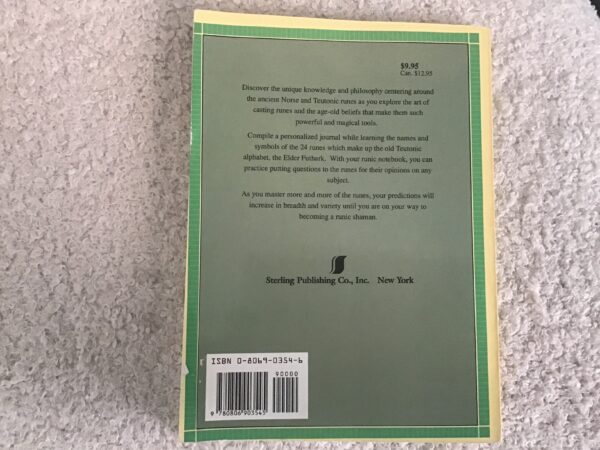 $9.95
Can. $12.95
Discover the unique knowledge and philosophy centering around
the ancient Norse and Teutonic runes as you explore the art of
casting runes and the age-old beliefs that make them such
powerful and magical tools.
Compile a personalized journal while learning the names and
symbols of the 24 runes which make up the old Teutonic
alphabet, the Elder Futhark. With your runic notebook, you can
practice putting questions to the runes for their opinions on any
subject.
As you master more and more of the runes, your predictions will
increase in breadth and variety until you are on your way to
becoming a runic shaman.
Sterling Publishing Co., Inc. New York
ISBN 0-8069-0354-6
90000
9 780806 903545